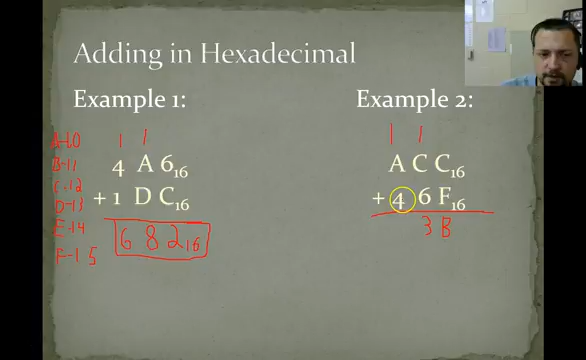 Adding in Hexadecimal
Example 1:
A-10
B-11
C-12
D-13
E-14
F-15
1 1
4 A 6₁₆
+ 1 D C₁₆
6 8 2₁₆
Example 2:
1 1
A C C₁₆
+ 4 6 F₁₆
3 B